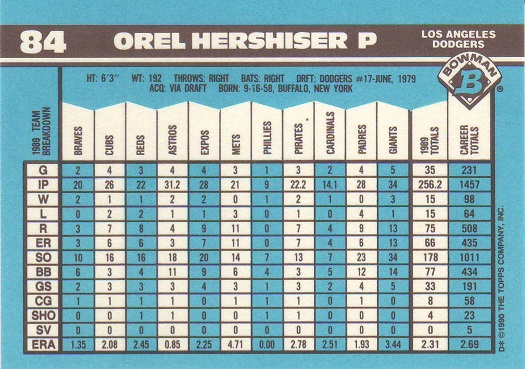 84 OREL HERSHISER P LOS ANGELES DODGERS
BOWMAN B ®
HT: 6'3" WT: 192 THROWS: RIGHT BATS: RIGHT DRFT: DODGERS #17-JUNE, 1979
ACQ: VIA DRAFT BORN: 9-16-58, BUFFALO, NEW YORK
1989 TEAM BREAKDOWN BRAVES CUBS REDS ASTROS EXPOS METS PHILLIES PIRATES CARDINALS PADRES GIANTS 1989 TOTALS CAREER TOTALS
G 2 4 3 4 4 3 1 3 2 4 5 35 231
IP 20 26 22 31.2 28 21 9 22.2 14.1 28 34 256.2 1457
W 2 1 1 2 2 0 1 1 1 2 2 15 98
L 0 2 2 1 1 3 0 1 1 1 3 15 64
R 3 7 8 4 9 11 0 7 4 9 13 75 508
ER 3 6 6 3 7 11 0 7 4 6 13 66 435
SO 10 16 16 18 20 14 7 13 7 23 34 178 1011
BB 6 3 4 11 9 6 3 4 5 12 14 77 434
GS 2 4 3 3 4 3 1 3 2 4 4 33 191
CG 0 1 1 1 0 1 1 0 0 1 2 8 58
SHO 0 1 1 1 0 0 1 0 0 0 0 4 23
SV 0 0 0 0 0 0 0 0 0 0 0 0 5
ERA 1.35 2.08 2.45 0.85 2.25 4.71 0.00 2.78 2.51 1.93 3.44 2.31 2.69
D* ©1990 THE TOPPS COMPANY, INC.